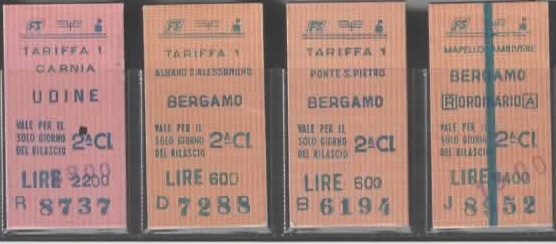 FS
TARIFFA 1
CARNIA
UDINE
VALE PER IL
SOLO GIORNO
DEL RILASCIO
2ªCl
LIRE 2200
R 8737
FS
TARIFFA 1
ALBANO S.ALESSANDRO
BERGAMO
VALE PER IL
SOLO GIORNO
DEL RILASCIO
2ªCl
LIRE 600
D 7288
FS
TARIFFA 1
PONTE S. PIETRO
BERGAMO
VALE PER IL
SOLO GIORNO
DEL RILASCIO
2ªCl
LIRE 600
B 6194
FS
BERGAMO
R ORDINARIO A
VALE PER IL
SOLO GIORNO
DEL RILASCIO
2ªCl
LIRE
J 8952